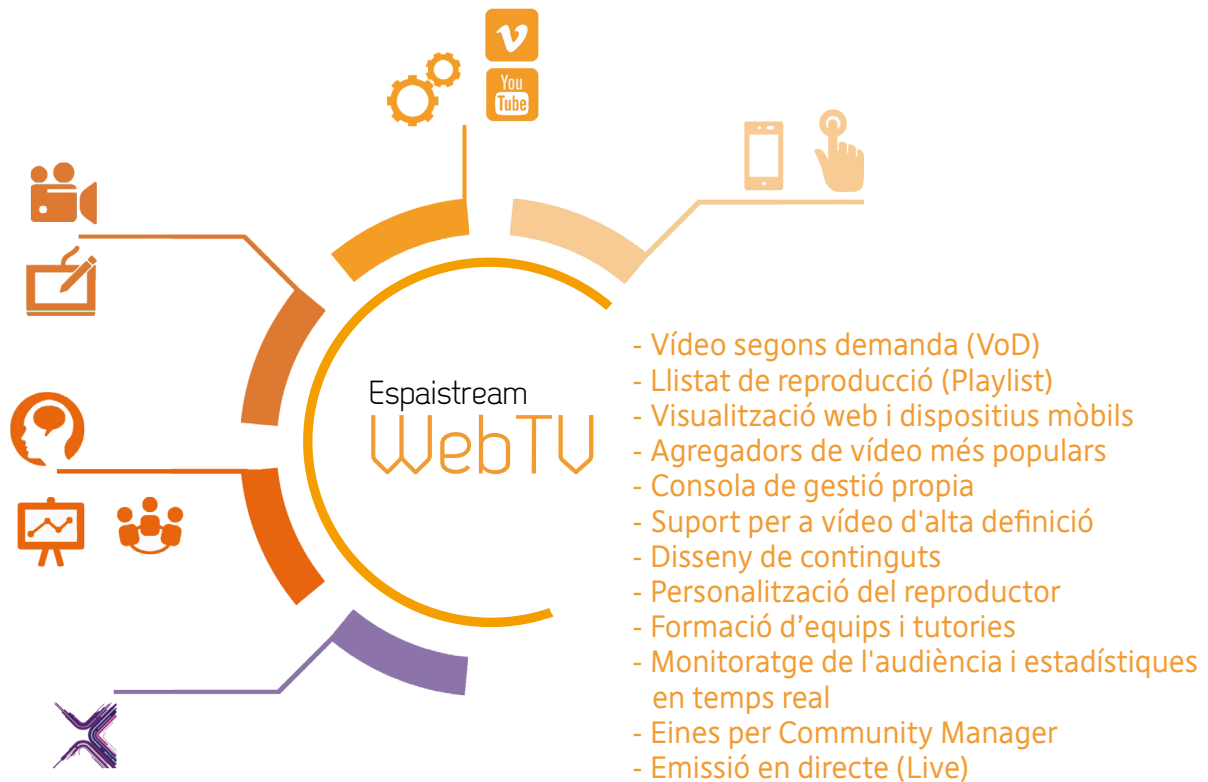 You
Tube
Espaistream
WebTV
- Vídeo segons demanda (VoD)
- Llistat de reproducció (Playlist)
- Visualització web i dispositius mòbils
- Agregadors de vídeo més populars
- Consola de gestió propia
- Suport per a vídeo d'alta definició
- Disseny de continguts
- Personalització del reproductor
- Formació d’equips i tutories
- Monitoratge de l'audiència i estadístiques
en temps real
- Eines per Community Manager
- Emissió en directe (Live)